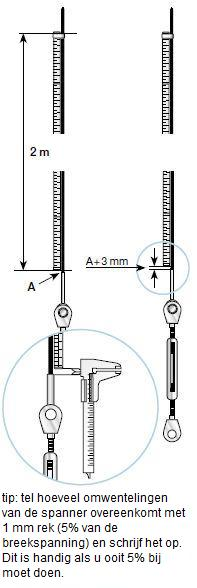 2 m
A+3 mm
A
tip: tel hoeveel omwentelingen
van de spanner overeenkomt met
1 mm rek (5% van de
breekspanning) en schrijf het op.
Dit is handig als u ooit 5% bij
moet doen.